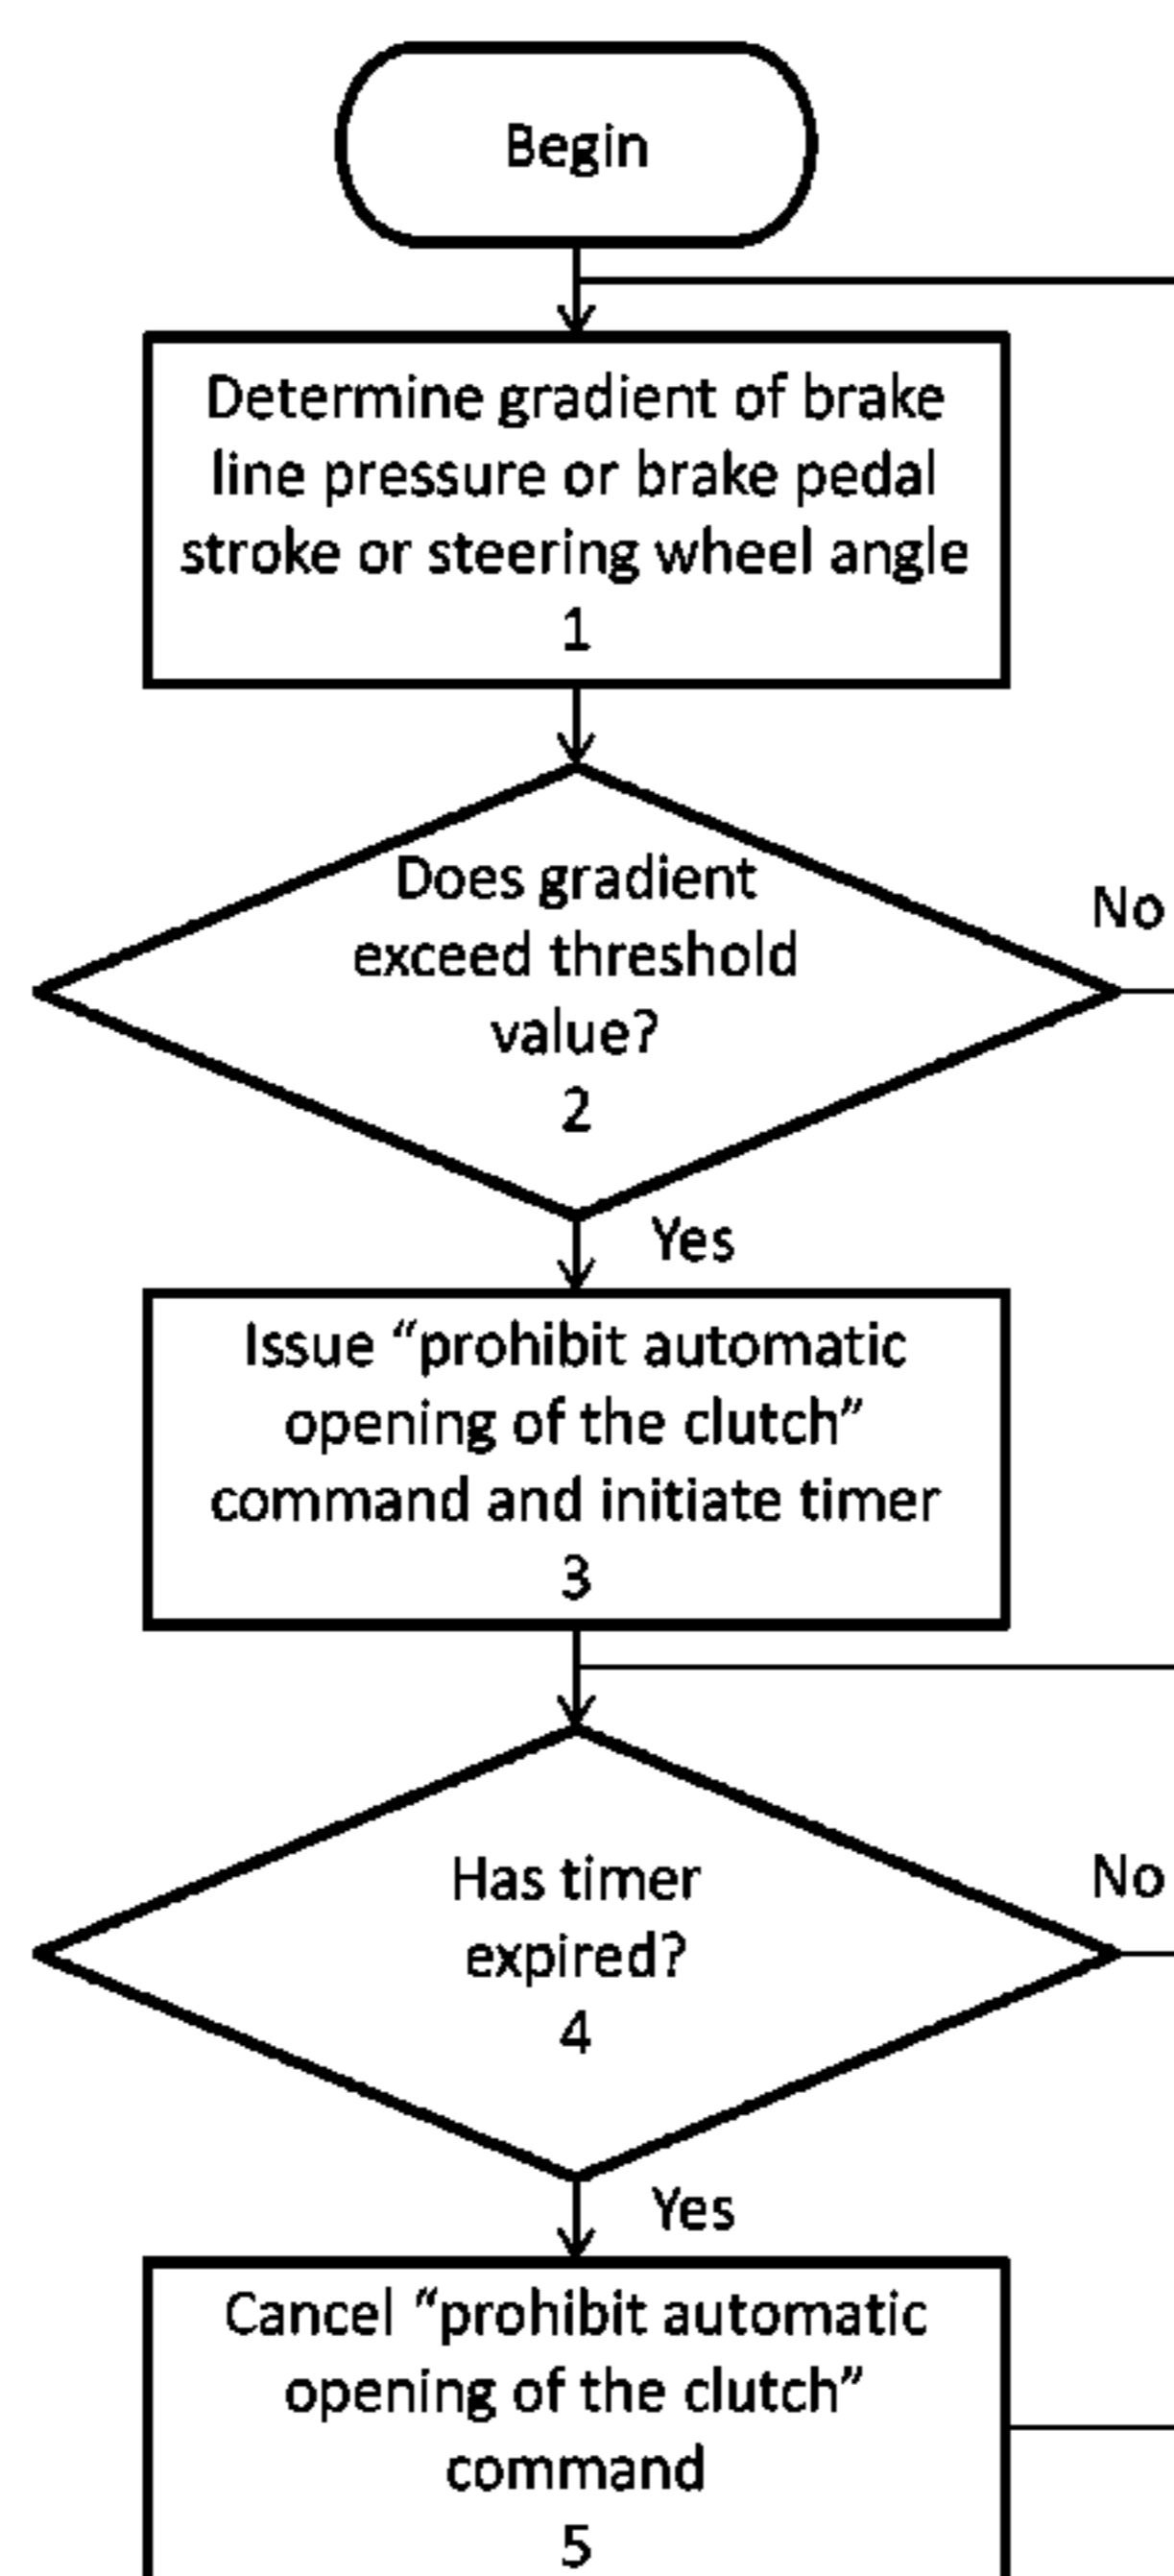 Begin
Determine gradient of brake
line pressure or brake pedal
stroke or steering wheel angle
1
Does gradient
exceed threshold
value?
2
No
Yes
Issue “prohibit automatic
opening of the clutch”
command and initiate timer
3
Has timer
expired?
4
No
Yes
Cancel “prohibit automatic
opening of the clutch”
command
5